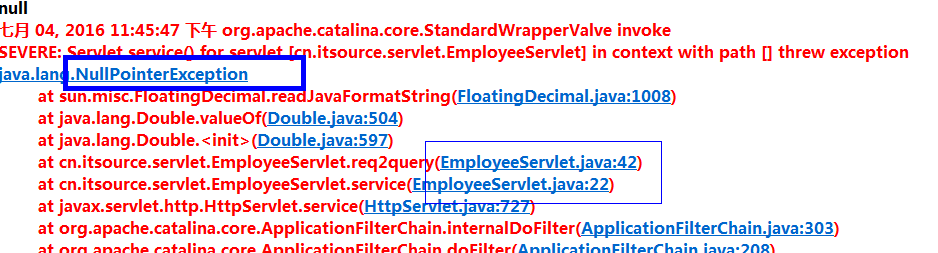 null
七月 04, 2016 11:45:47 下午 org.apache.catalina.core.StandardWrapperValve invoke
SEVERE: Servlet.service() for servlet [cn.itsource.servlet.EmployeeServlet] in context with path [] threw exception
java.lang.NullPointerException
at sun.misc.FloatingDecimal.readJavaFormatString(FloatingDecimal.java:1008)
at java.lang.Double.valueOf(Double.java:504)
at java.lang.Double.<init>(Double.java:597)
at cn.itsource.servlet.EmployeeServlet.req2query(EmployeeServlet.java:42)
at cn.itsource.servlet.EmployeeServlet.service(EmployeeServlet.java:22)
at javax.servlet.http.HttpServlet.service(HttpServlet.java:727)
at org.apache.catalina.core.ApplicationFilterChain.internalDoFilter(ApplicationFilterChain.java:303)
at org.apache.catalina.core.ApplicationFilterChain.doFilter(ApplicationFilterChain.java:208)